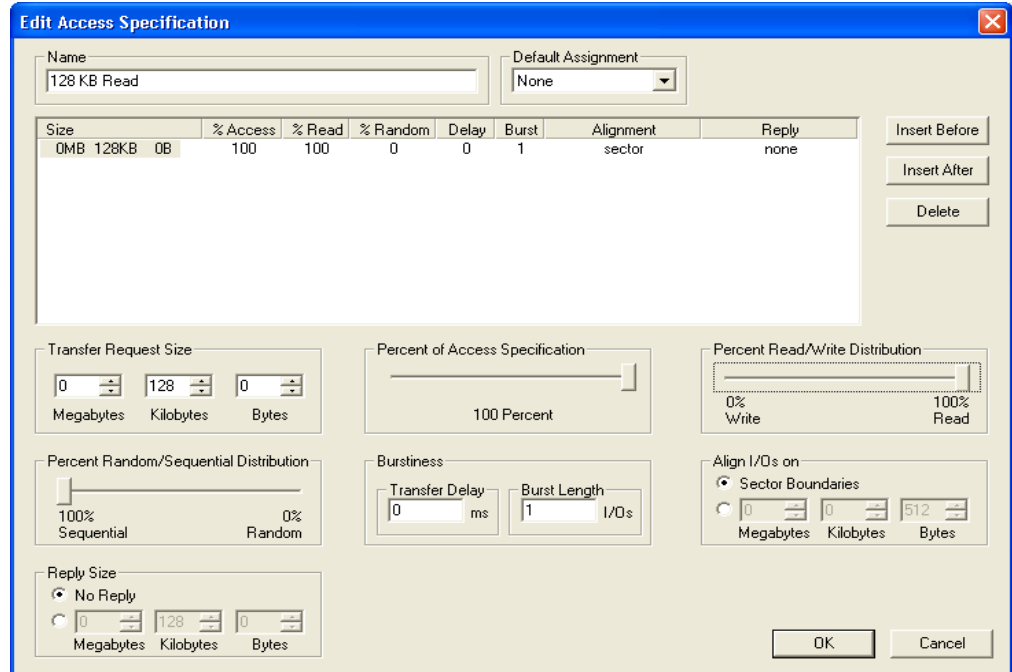 Edit Access Specification
Name
Default Assignment
128 KB Read
None
Size % Access % Read % Random Delay Burst Alignment Reply
0MB 128KB 0B 100 100 0 0 1 sector none
Insert Before
Insert After
Delete
Transfer Request Size
0 128 0
Megabytes Kilobytes Bytes
Percent of Access Specification
100 Percent
Percent Read/Write Distribution
0% 100%
Write Read
Percent Random/Sequential Distribution
100% 0%
Sequential Random
Burstiness
Transfer Delay Burst Length
0 ms 1 I/Os
Align I/Os on
Sector Boundaries
0 0 512
Megabytes Kilobytes Bytes
Reply Size
No Reply
0 128 0
Megabytes Kilobytes Bytes
OK Cancel